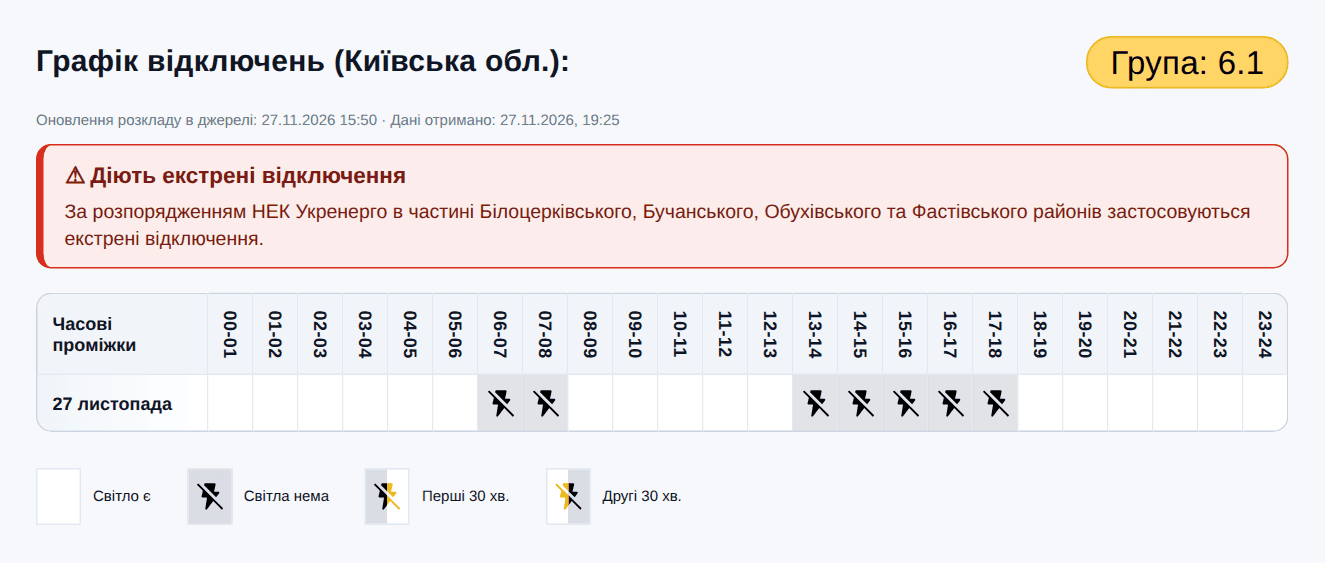 Графік відключень (Київська обл.):
Група: 6.1
Оновлення розкладу в джерелі: 27.11.2026 15:50 · Дані отримано: 27.11.2026, 19:25
⚠ Діють екстрені відключення
За розпорядженням НЕК Укренерго в частині Білоцерківського, Бучанського, Обухівського та Фастівського районів застосовуються
екстрені відключення.
Часові
проміжки
00-01
01-02
02-03
03-04
04-05
05-06
06-07
07-08
08-09
09-10
10-11
11-12
12-13
13-14
14-15
15-16
16-17
17-18
18-19
19-20
20-21
21-22
22-23
23-24
27 листопада
Світло є
Світла нема
Перші 30 хв.
Другі 30 хв.